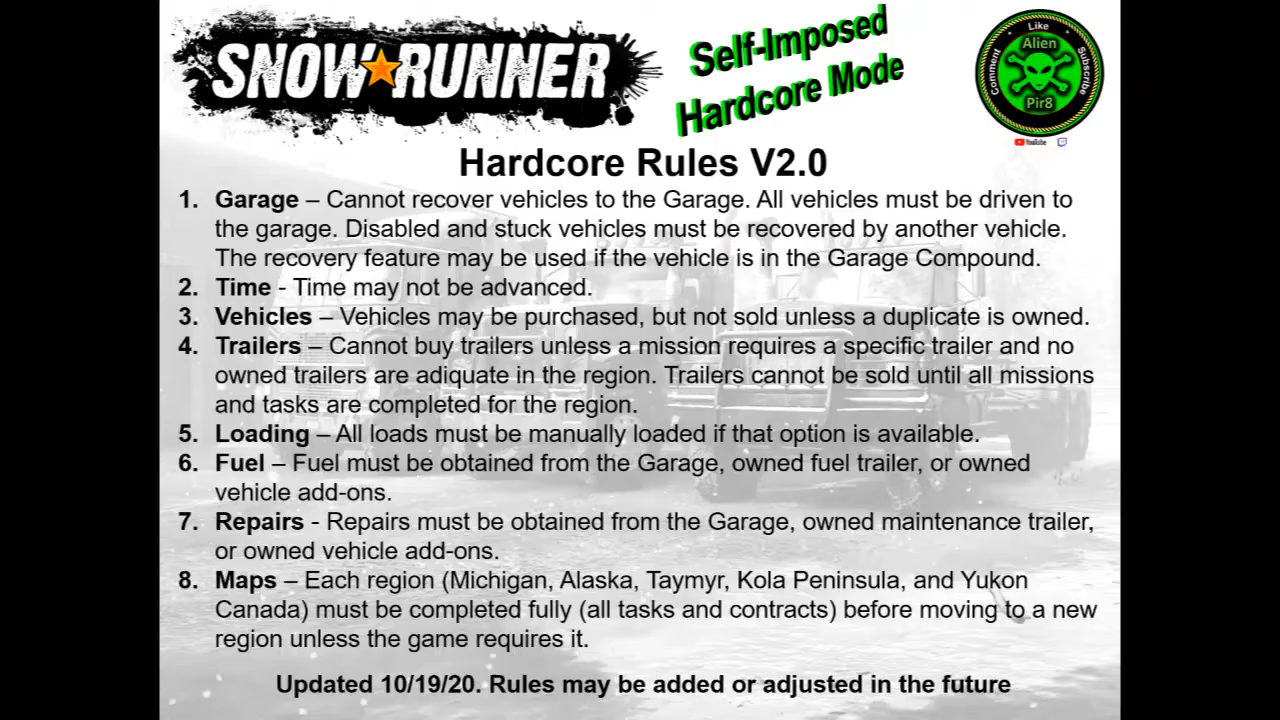 SNOWRUNNER
Self-Imposed
Hardcore Mode
Like
Comment
Subscribe
Alien
Pir8
YouTube
Hardcore Rules V2.0
1. Garage – Cannot recover vehicles to the Garage. All vehicles must be driven to
the garage. Disabled and stuck vehicles must be recovered by another vehicle.
The recovery feature may be used if the vehicle is in the Garage Compound.
2. Time - Time may not be advanced.
3. Vehicles – Vehicles may be purchased, but not sold unless a duplicate is owned.
4. Trailers – Cannot buy trailers unless a mission requires a specific trailer and no
owned trailers are adiquate in the region. Trailers cannot be sold until all missions
and tasks are completed for the region.
5. Loading – All loads must be manually loaded if that option is available.
6. Fuel – Fuel must be obtained from the Garage, owned fuel trailer, or owned
vehicle add-ons.
7. Repairs - Repairs must be obtained from the Garage, owned maintenance trailer,
or owned vehicle add-ons.
8. Maps – Each region (Michigan, Alaska, Taymyr, Kola Peninsula, and Yukon
Canada) must be completed fully (all tasks and contracts) before moving to a new
region unless the game requires it.
Updated 10/19/20. Rules may be added or adjusted in the future